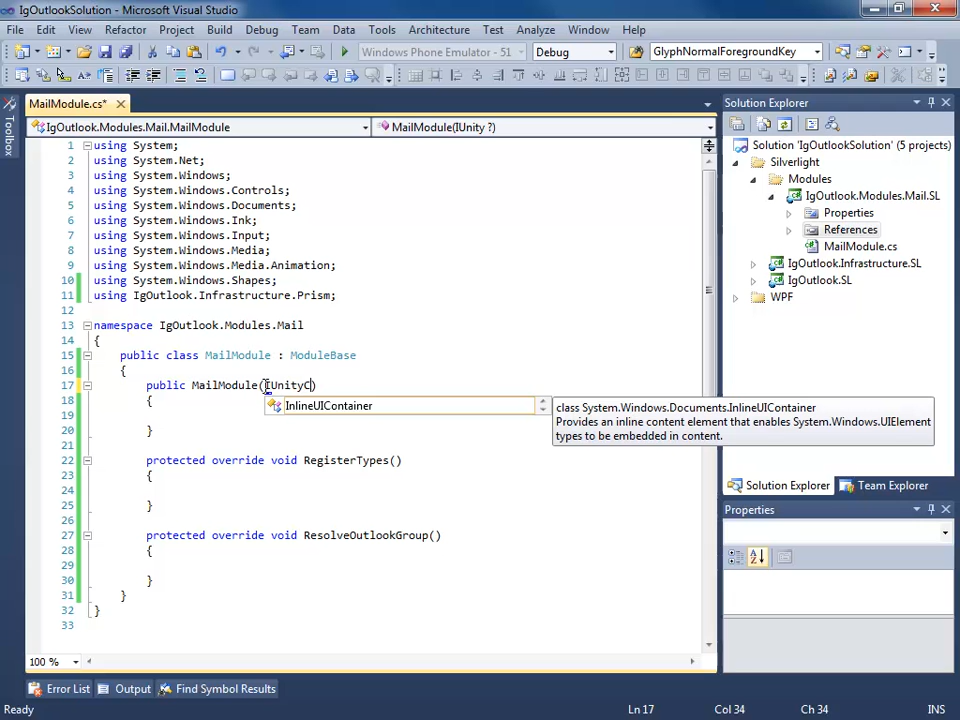 IgOutlookSolution - Microsoft Visual Studio
File Edit View Refactor Project Build Debug Team Data Tools Architecture Test Analyze Window Help
Windows Phone Emulator - 51 Debug GlyphNormalForegroundKey
MailModule.cs*
IgOutlook.Modules.Mail.MailModule MailModule(IUnity ?)
Toolbox
1 using System;
2 using System.Net;
3 using System.Windows;
4 using System.Windows.Controls;
5 using System.Windows.Documents;
6 using System.Windows.Ink;
7 using System.Windows.Input;
8 using System.Windows.Media;
9 using System.Windows.Media.Animation;
10 using System.Windows.Shapes;
11 using IgOutlook.Infrastructure.Prism;
12
13 namespace IgOutlook.Modules.Mail
14 {
15 public class MailModule : ModuleBase
16 {
17 public MailModule(IUnityC)
18 {
19
20 }
21
22 protected override void RegisterTypes()
23 {
24
25 }
26
27 protected override void ResolveOutlookGroup()
28 {
29
30 }
31 }
32 }
33
InlineUIContainer
class System.Windows.Documents.InlineUIContainer
Provides an inline content element that enables System.Windows.UIElement
types to be embedded in content.
100 %
Solution Explorer
Solution 'IgOutlookSolution' (5 projects)
Silverlight
Modules
IgOutlook.Modules.Mail.SL
Properties
References
MailModule.cs
IgOutlook.Infrastructure.SL
IgOutlook.SL
WPF
Solution Explorer Team Explorer
Properties
Error List Output Find Symbol Results
Ln 17 Col 34 Ch 34 INS